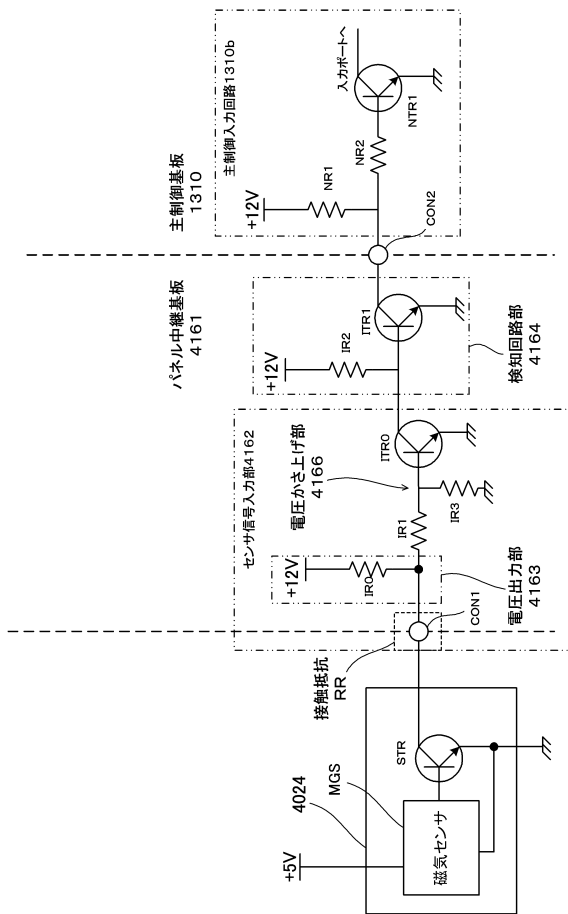 主制御基板
1310
主制御入力回路1310b
+12V
NR1
NR2
入力ポートへ
NTR1
CON2
パネル中継基板
4161
+12V
IR2
ITR1
検知回路部
4164
センサ信号入力部4162
電圧かさ上げ部
4166
ITR0
IR1
IR3
+12V
IR0
電圧出力部
4163
CON1
接触抵抗
RR
4024
MGS
STR
+5V
磁気センサ